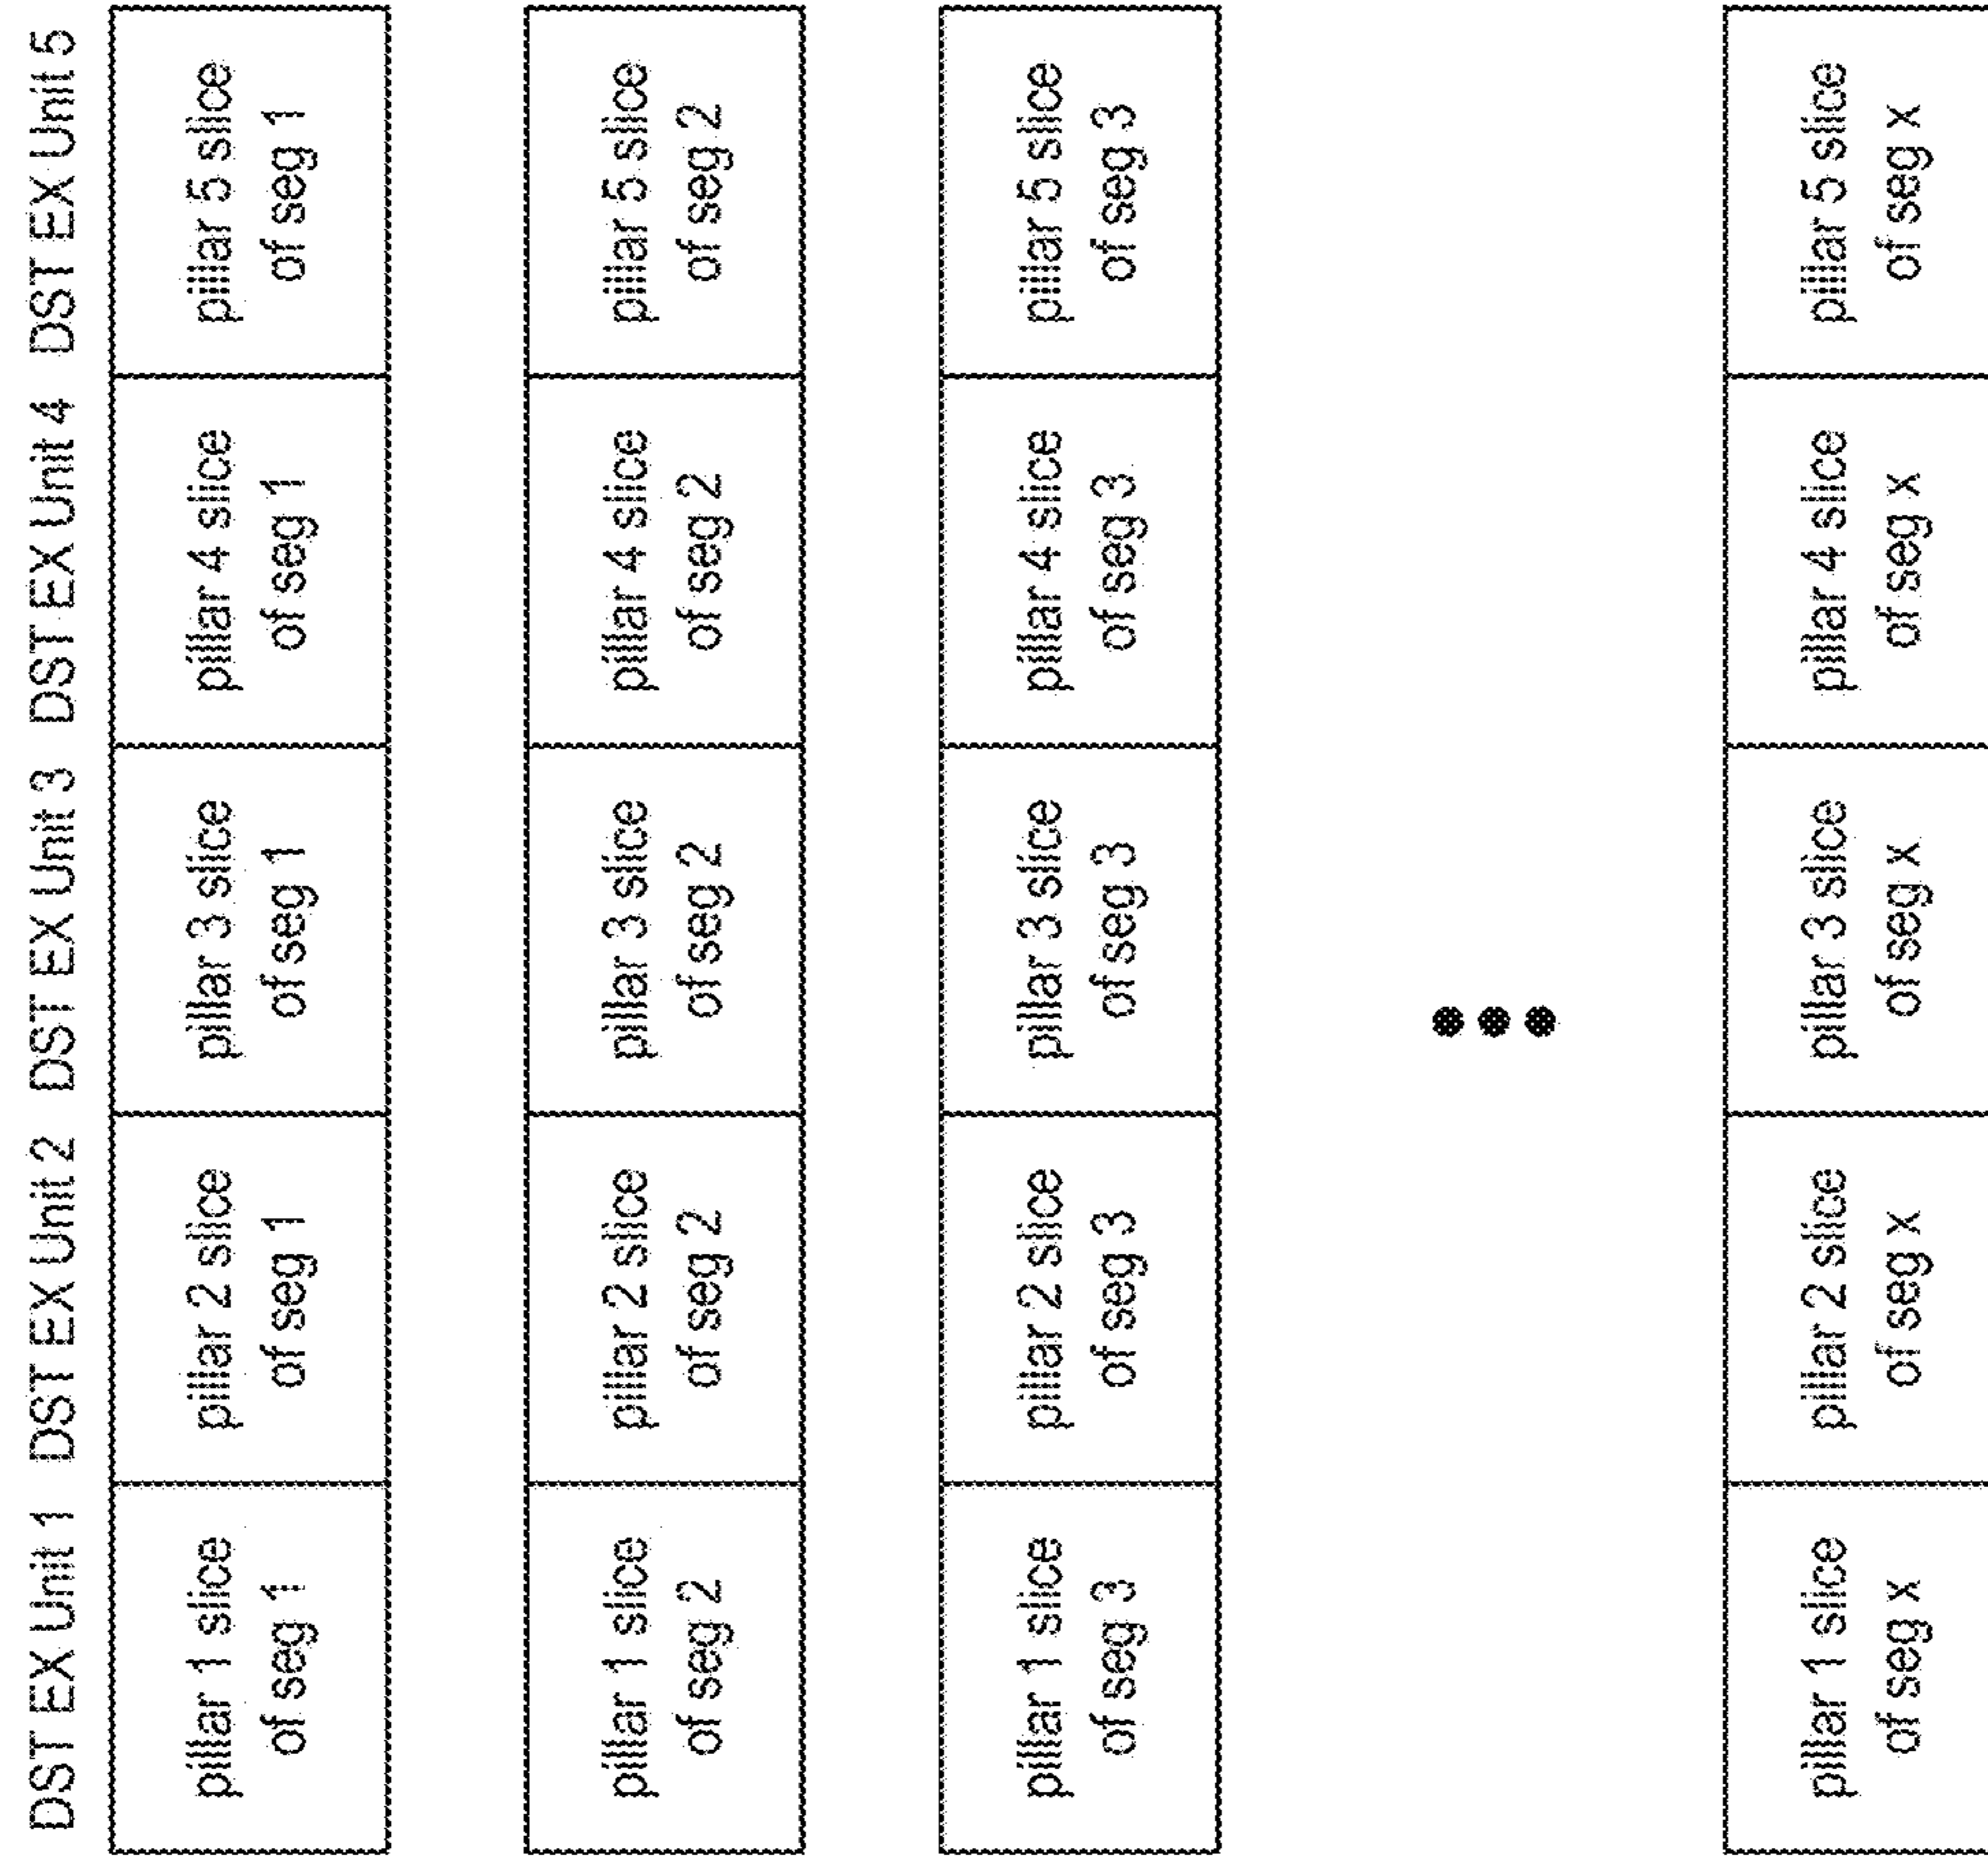 DST EX Unit 1 DST EX Unit 2 DST EX Unit 3 DST EX Unit 4 DST EX Unit 5
pillar 1 slice
of seg 1
pillar 2 slice
of seg 1
pillar 3 slice
of seg 1
pillar 4 slice
of seg 1
pillar 5 slice
of seg 1
pillar 1 slice
of seg 2
pillar 2 slice
of seg 2
pillar 3 slice
of seg 2
pillar 4 slice
of seg 2
pillar 5 slice
of seg 2
pillar 1 slice
of seg 3
pillar 2 slice
of seg 3
pillar 3 slice
of seg 3
pillar 4 slice
of seg 3
pillar 5 slice
of seg 3
pillar 1 slice
of seg x
pillar 2 slice
of seg x
pillar 3 slice
of seg x
pillar 4 slice
of seg x
pillar 5 slice
of seg x